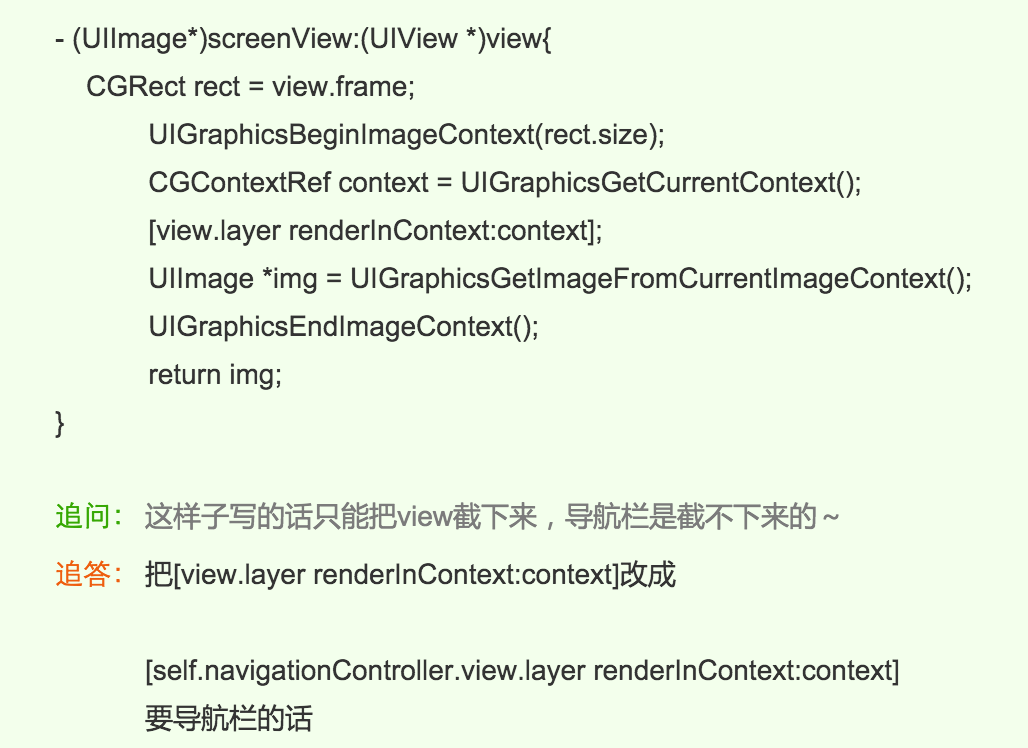 - (UIImage*)screenView:(UIView *)view{
CGRect rect = view.frame;
UIGraphicsBeginImageContext(rect.size);
CGContextRef context = UIGraphicsGetCurrentContext();
[view.layer renderInContext:context];
UIImage *img = UIGraphicsGetImageFromCurrentImageContext();
UIGraphicsEndImageContext();
return img;
}
追问： 这样子写的话只能把view截下来，导航栏是截不下来的～
追答： 把[view.layer renderInContext:context]改成
[self.navigationController.view.layer renderInContext:context]
要导航栏的话